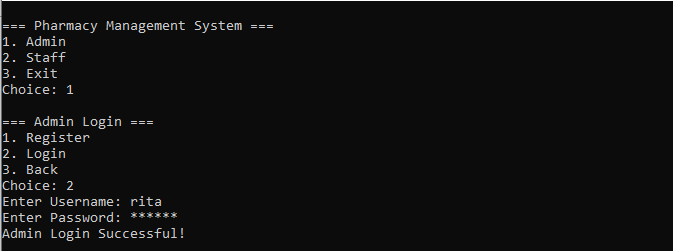 === Pharmacy Management System ===
1. Admin
2. Staff
3. Exit
Choice: 1
=== Admin Login ===
1. Register
2. Login
3. Back
Choice: 2
Enter Username: rita
Enter Password: ******
Admin Login Successful!